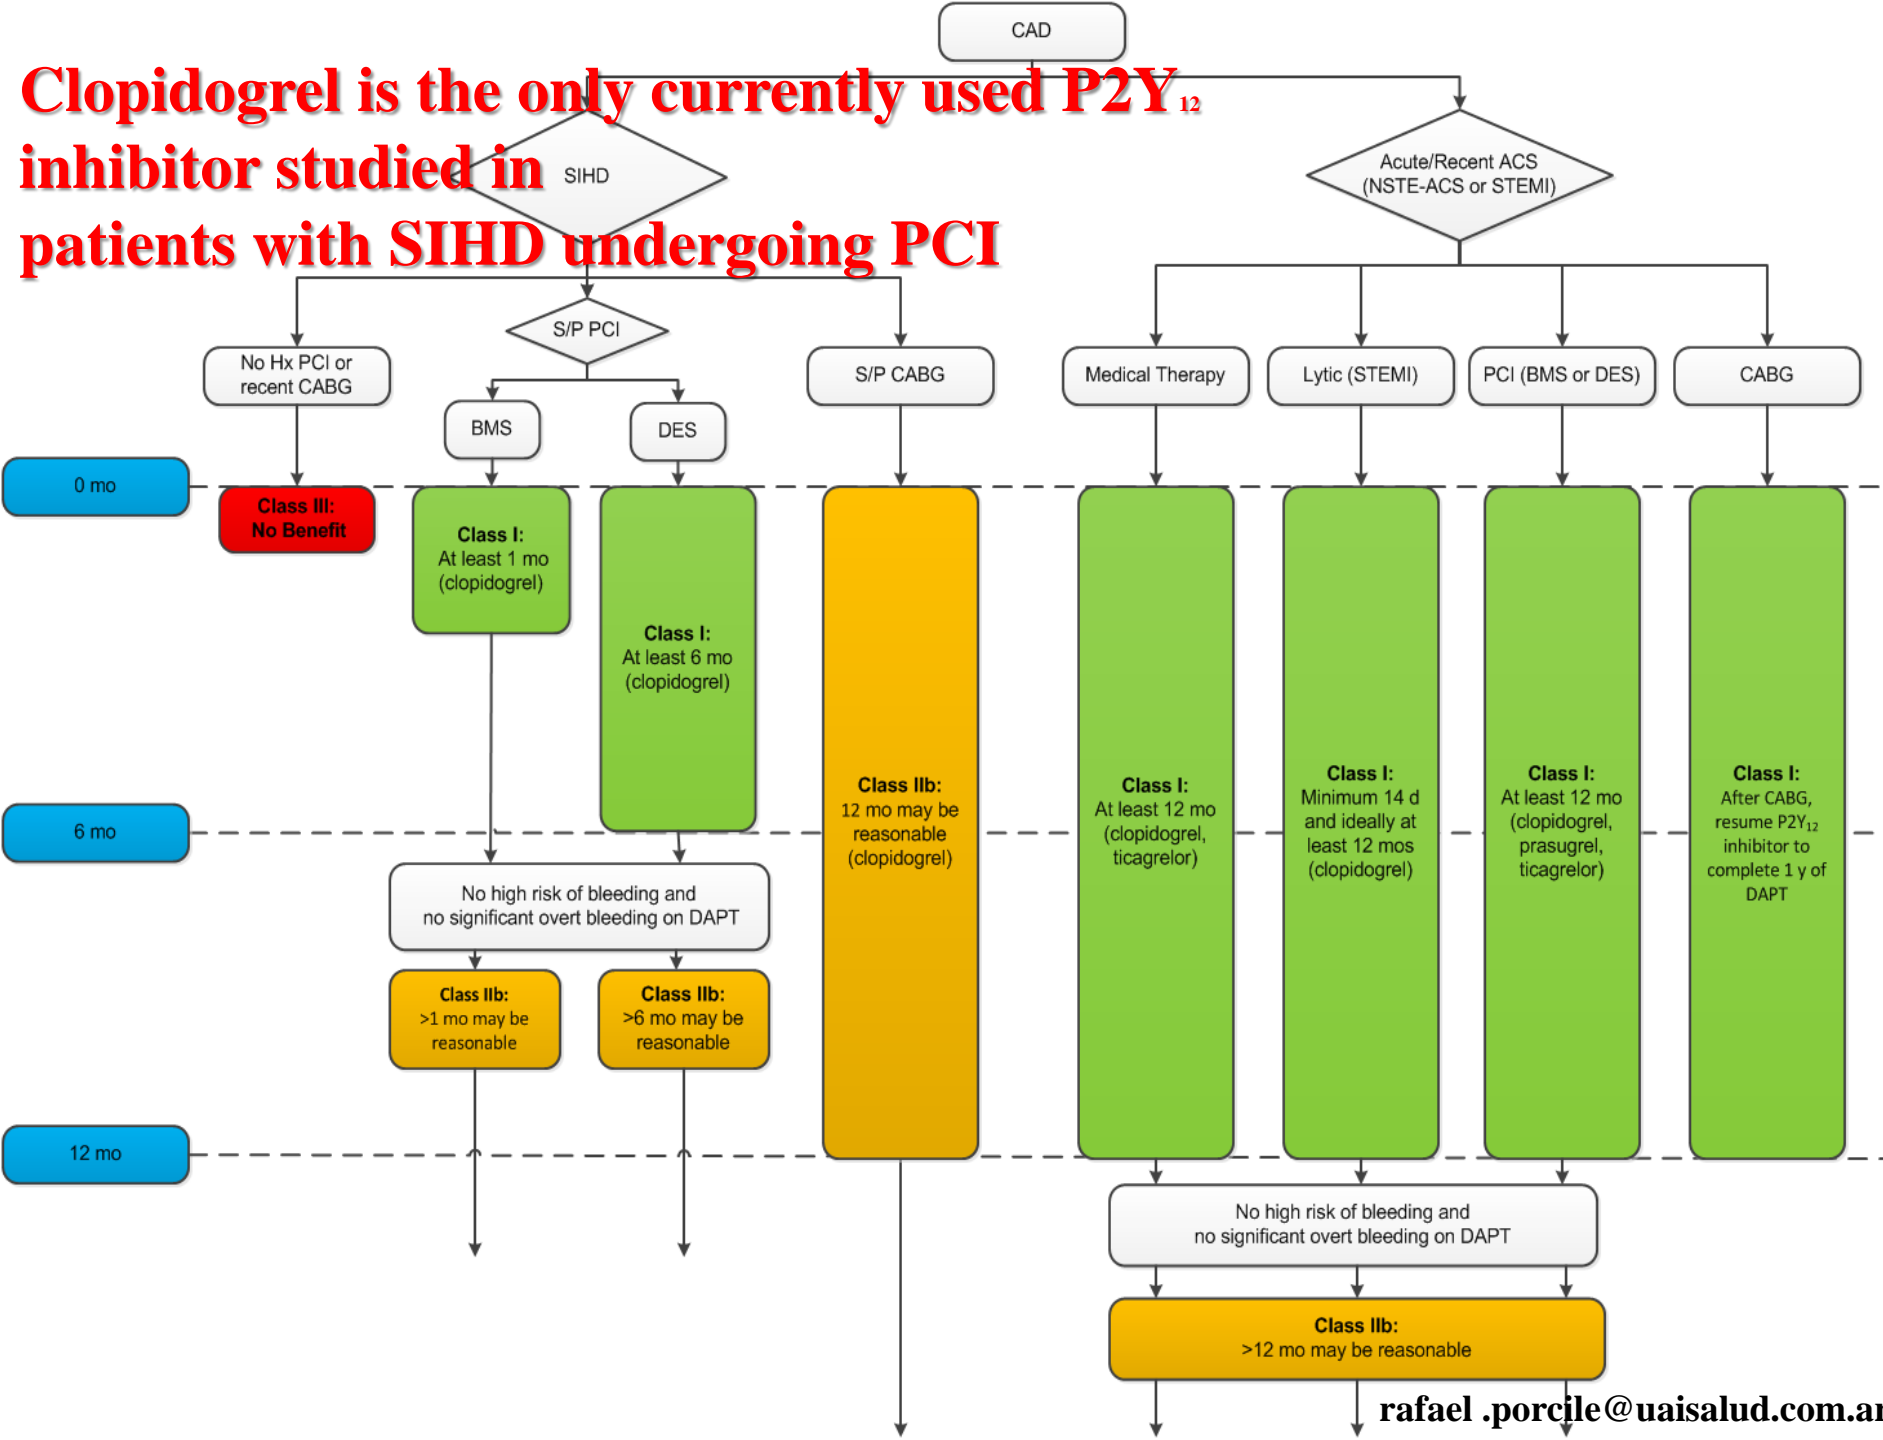 CAD
Clopidogrel is the only currently used P2Y₁₂
inhibitor studied in
patients with SIHD undergoing PCI
SIHD
Acute/Recent ACS
(NSTE-ACS or STEMI)
S/P PCI
No Hx PCI or
recent CABG
BMS
DES
S/P CABG
Medical Therapy
Lytic (STEMI)
PCI (BMS or DES)
CABG
0 mo
Class III:
No Benefit
Class I:
At least 1 mo
(clopidogrel)
Class I:
At least 6 mo
(clopidogrel)
Class IIb:
12 mo may be
reasonable
(clopidogrel)
Class I:
At least 12 mo
(clopidogrel,
ticagrelor)
Class I:
Minimum 14 d
and ideally at
least 12 mos
(clopidogrel)
Class I:
At least 12 mo
(clopidogrel,
prasugrel,
ticagrelor)
Class I:
After CABG,
resume P2Y₁₂
inhibitor to
complete 1 y of
DAPT
6 mo
No high risk of bleeding and
no significant overt bleeding on DAPT
Class IIb:
>1 mo may be
reasonable
Class IIb:
>6 mo may be
reasonable
12 mo
No high risk of bleeding and
no significant overt bleeding on DAPT
Class IIb:
>12 mo may be reasonable
rafael .porcile@uaisalud.com.ar